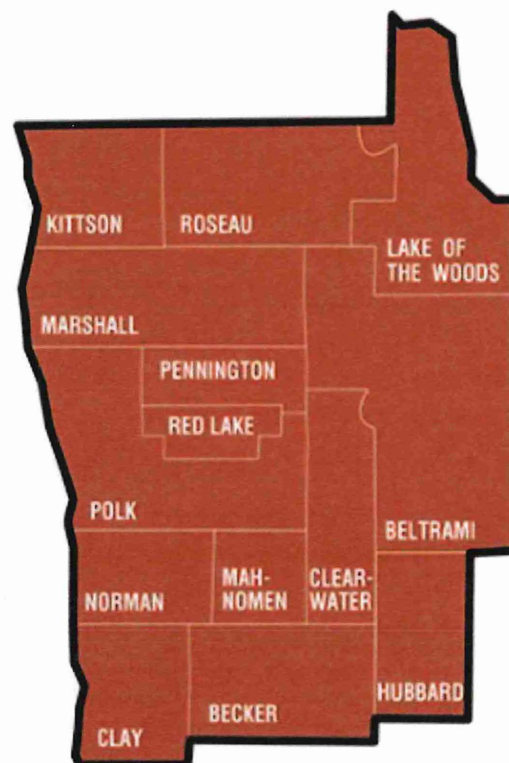 KITTSON
ROSEAU
LAKE OF
THE WOODS
MARSHALL
PENNINGTON
RED LAKE
POLK
BELTRAMI
NORMAN
MAH-
NOMEN
CLEAR-
WATER
HUBBARD
BECKER
CLAY